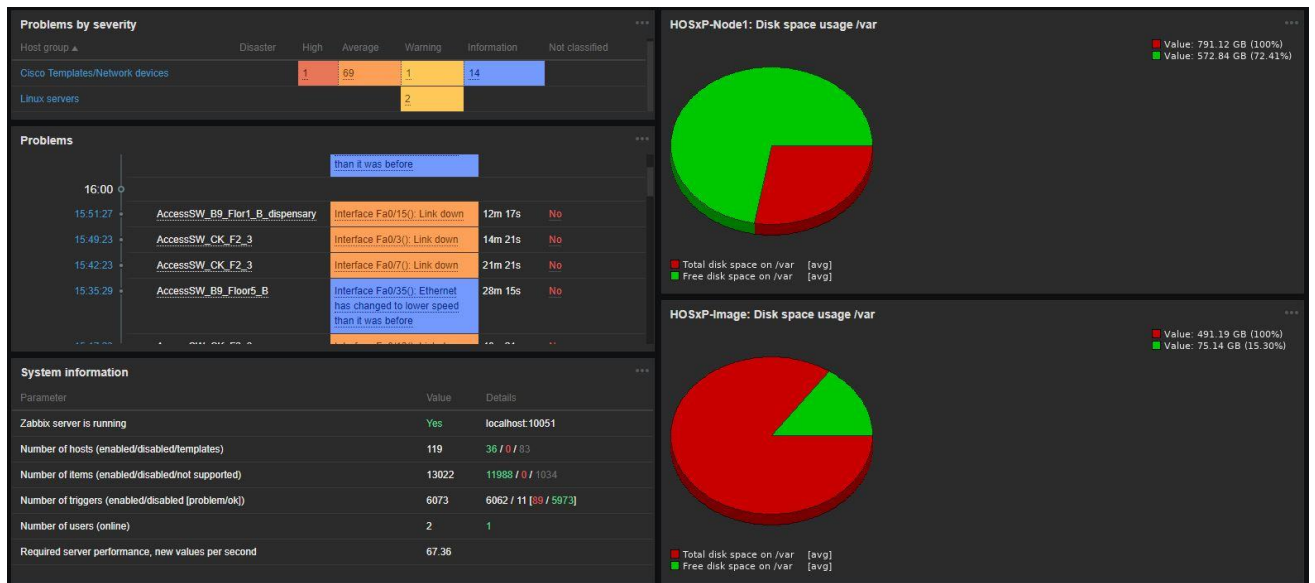 Problems by severity
Host group Disaster High Average Warning Information Not classified
Cisco Templates/Network devices 1 69 1 14
Linux servers 2
Problems
than it was before
16:00
15:51:27 AccessSW_B9_Flor1_B_dispensary Interface Fa0/15(): Link down 12m 17s No
15:49:23 AccessSW_CK_F2_3 Interface Fa0/3(): Link down 14m 21s No
15:42:23 AccessSW_CK_F2_3 Interface Fa0/7(): Link down 21m 21s No
15:35:29 AccessSW_B9_Floor5_B Interface Fa0/35(): Ethernet 28m 15s No
has changed to lower speed
than it was before
System information
Parameter Value Details
Zabbix server is running Yes localhost:10051
Number of hosts (enabled/disabled/templates) 119 36 / 0 / 83
Number of items (enabled/disabled/not supported) 13022 11988 / 0 / 1034
Number of triggers (enabled/disabled [problem/ok]) 6073 6062 / 11 [89 / 5973]
Number of users (online) 2 1
Required server performance, new values per second 67.36
HOSxP-Node1: Disk space usage /var
Value: 791.12 GB (100%)
Value: 572.84 GB (72.41%)
Total disk space on /var [avg]
Free disk space on /var [avg]
HOSxP-Image: Disk space usage /var
Value: 491.19 GB (100%)
Value: 75.14 GB (15.30%)
Total disk space on /var [avg]
Free disk space on /var [avg]